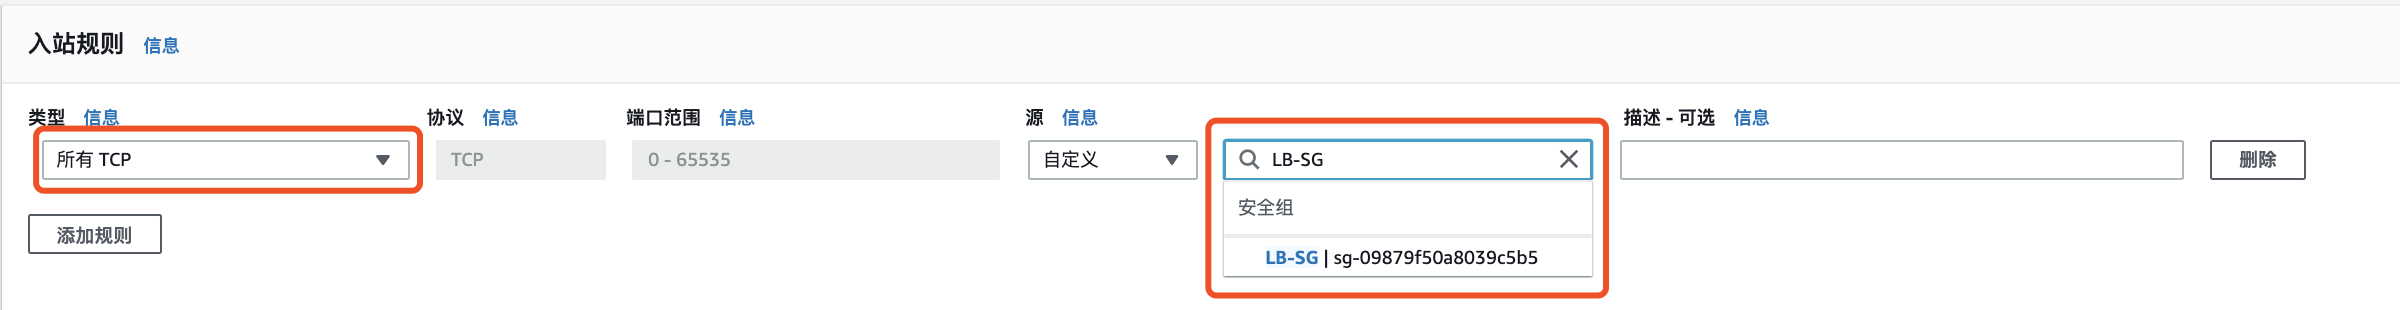 入站规则 信息
类型 信息 协议 信息 端口范围 信息 源 信息 描述 - 可选 信息
所有 TCP TCP 0 - 65535 自定义 LB-SG 删除
安全组
添加规则
LB-SG | sg-09879f50a8039c5b5